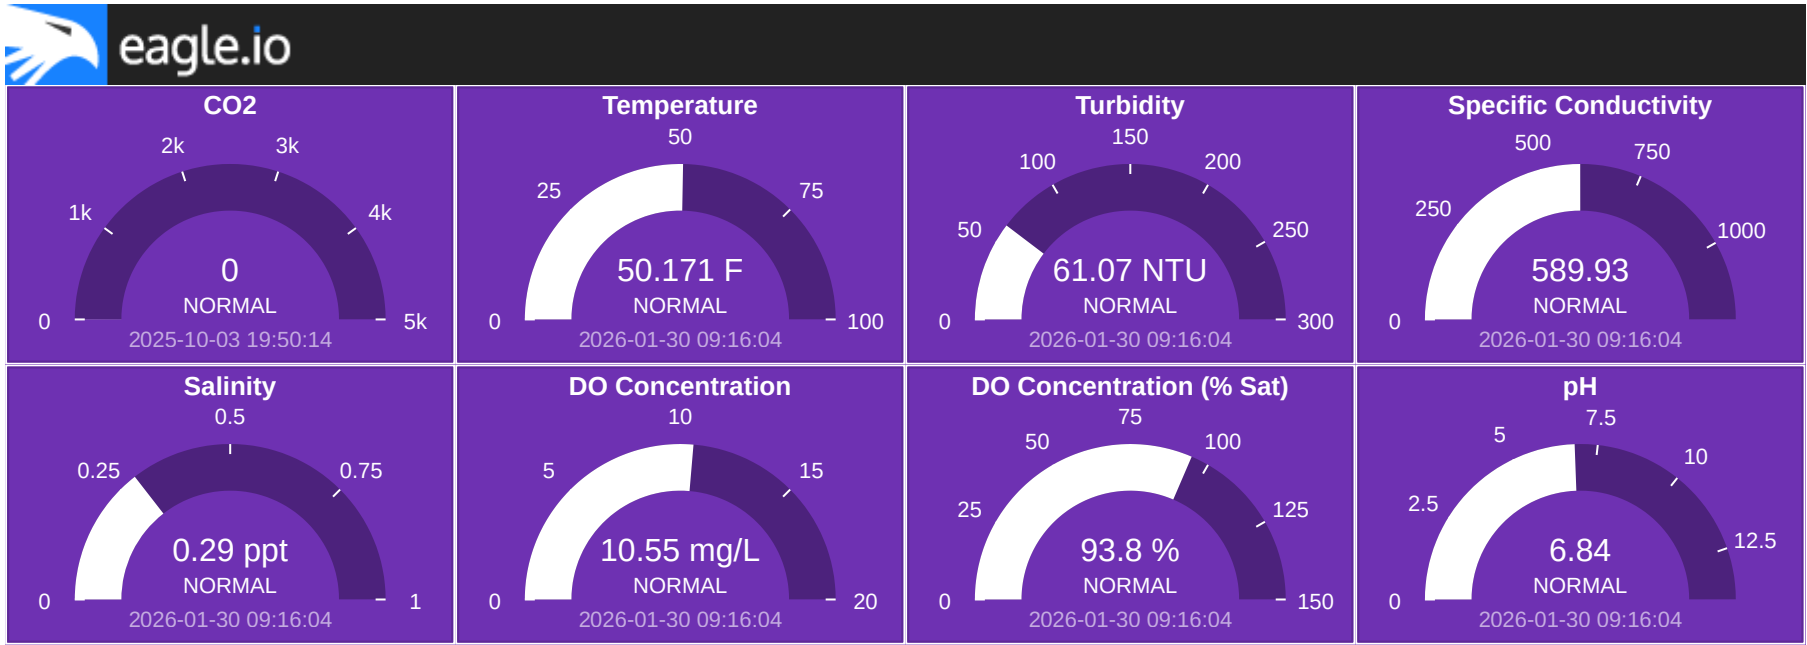 eagle.io
CO2
0
1k
2k
3k
4k
5k
0
NORMAL
2025-10-03 19:50:14
Temperature
0
25
50
75
100
50.171 F
NORMAL
2026-01-30 09:16:04
Turbidity
0
50
100
150
200
250
300
61.07 NTU
NORMAL
2026-01-30 09:16:04
Specific Conductivity
0
250
500
750
1000
589.93
NORMAL
2026-01-30 09:16:04
Salinity
0
0.25
0.5
0.75
1
0.29 ppt
NORMAL
2026-01-30 09:16:04
DO Concentration
0
5
10
15
20
10.55 mg/L
NORMAL
2026-01-30 09:16:04
DO Concentration (% Sat)
0
25
50
75
100
125
150
93.8 %
NORMAL
2026-01-30 09:16:04
pH
0
2.5
5
7.5
10
12.5
6.84
NORMAL
2026-01-30 09:16:04